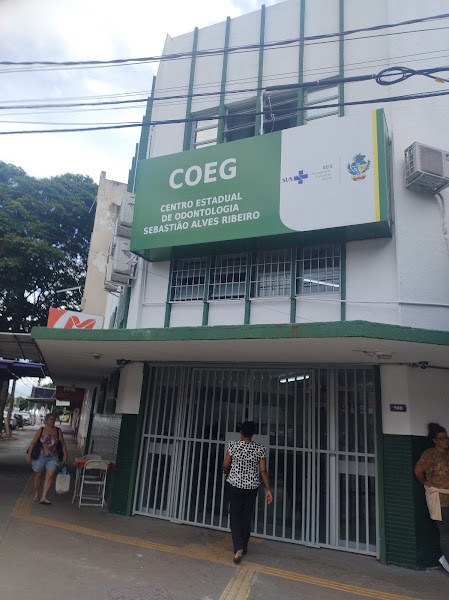 COEG
CENTRO ESTADUAL
DE ODONTOLOGIA
SEBASTIÃO ALVES RIBEIRO
SUS